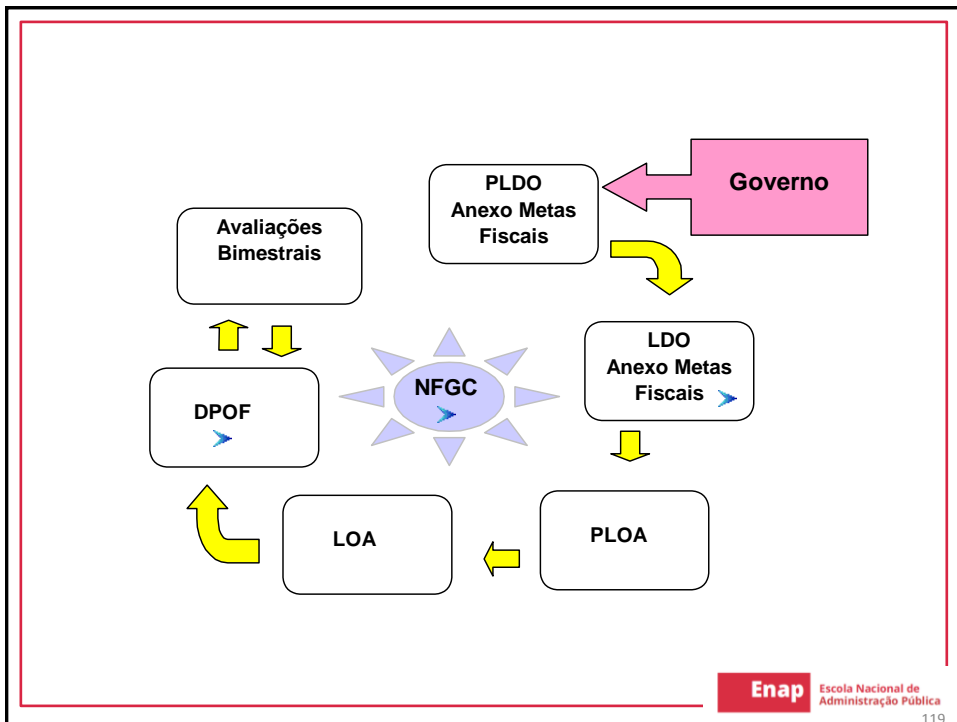 Governo
PLDO
Anexo Metas
Fiscais
Avaliações
Bimestrais
LDO
Anexo Metas
Fiscais
NFGC
DPOF
LOA
PLOA
Enap
Escola Nacional de
Administração Pública
119